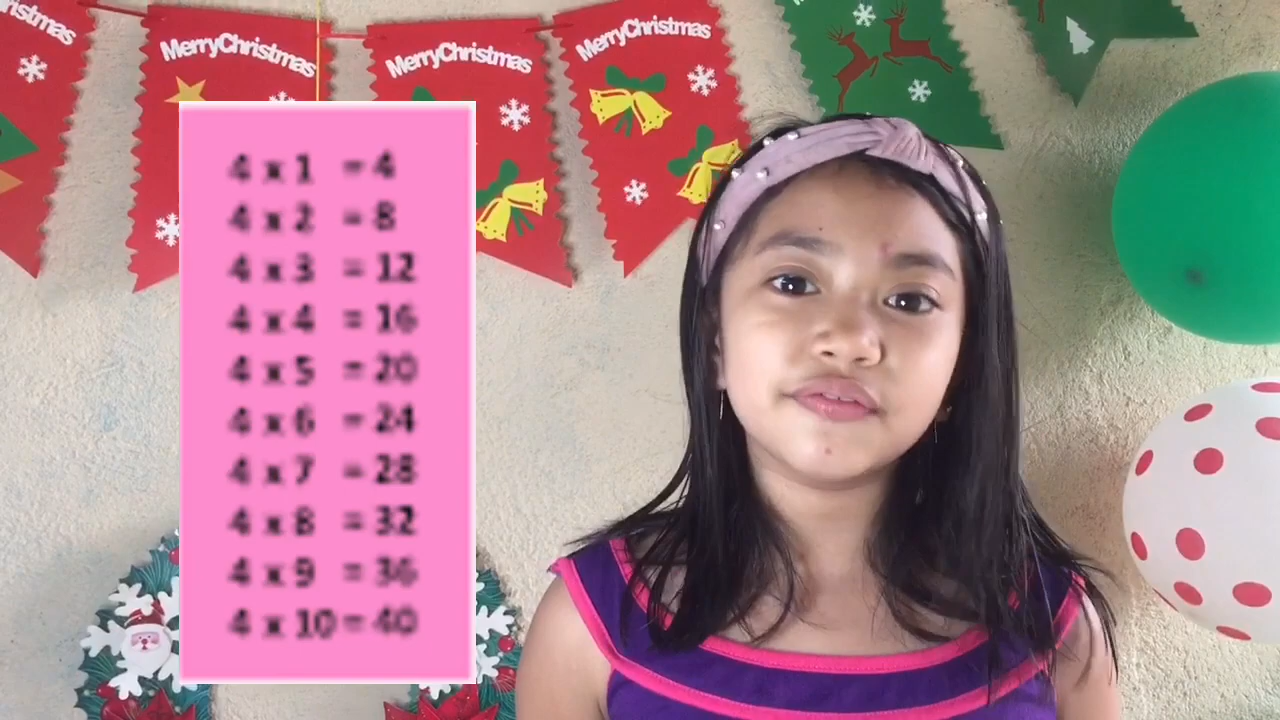 ristmas
MerryChristmas
MerryChristmas
MerryChristmas
4 x 1 = 4
4 x 2 = 8
4 x 3 = 12
4 x 4 = 16
4 x 5 = 20
4 x 6 = 24
4 x 7 = 28
4 x 8 = 32
4 x 9 = 36
4 x 10 = 40